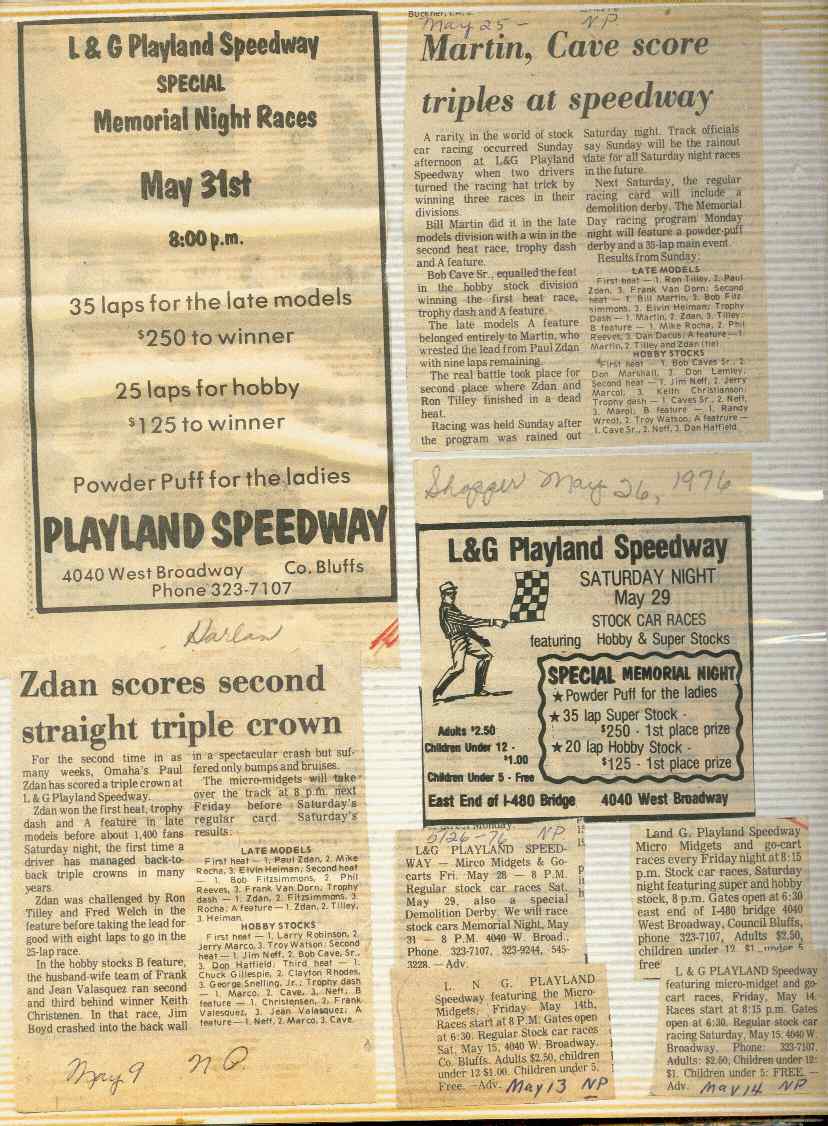 L & G Playland Speedway
SPECIAL
Memorial Night Races
May 31st
8:00 p.m.
35 laps for the late models
$250 to winner
25 laps for hobby
$125 to winner
Powder Puff for the ladies
PLAYLAND SPEEDWAY
4040 West Broadway Co. Bluffs
Phone 323-7107
Harlan
Zdan scores second
straight triple crown
For the second time in as
many weeks, Omaha's Paul
Zdan has scored a triple crown at
L & G Playland Speedway.
Zdan won the first heat, trophy
dash and A feature in late
models before about 1,400 fans
Saturday night, the first time a
driver has managed back-to-
back triple crowns in many
years.
Zdan was challenged by Ron
Tilley and Fred Welch in the
feature before taking the lead for
good with eight laps to go in the
25-lap race.
In the hobby stocks B feature,
the husband-wife team of Frank
and Jean Valasquez ran second
and third behind winner Keith
Christenen. In that race, Jim
Boyd crashed into the back wall
in a spectacular crash but suf-
fered only bumps and bruises.
The micro-midgets will take
over the track at 8 p.m. next
Friday before Saturday's
regular card Saturday's
results:
LATE MODELS
First heat — 1. Paul Zdan, 2. Mike
Rocha, 3. Elvin Heiman; Second heat
— 1. Bob Fitzsimmons, 2. Phil
Reeves, 3. Frank Van Dorn; Trophy
dash — 1. Zdan, 2. Fitzsimmons, 3.
Rocha; A feature — 1. Zdan, 2. Tilley,
3. Heiman.
HOBBY STOCKS
First heat — 1. Larry Robinson, 2.
Jerry Marco, 3. Troy Watson; Second
heat — 1. Jim Neff, 2. Bob Cave, Sr.,
3. Don Hatfield; Third heat — 1.
Chuck Gillespie, 2. Clayton Rhodes,
3. George Snelling, Jr.; Trophy dash
— 1. Marco, 2. Cave, 3. Neff; B
feature — 1. Christensen, 2. Frank
Valesquez, 3. Jean Valasquez; A
feature — 1. Neff, 2. Marco, 3. Cave.
May 9 N.P.
May 25 - NP
Martin, Cave score
triples at speedway
A rarity in the world of stock
car racing occurred Sunday
afternoon at L&G Playland
Speedway when two drivers
turned the racing hat trick by
winning three races in their
divisions.
Bill Martin did it in the late
models division with a win in the
second heat race, trophy dash
and A feature.
Bob Cave Sr., equalled the feat
in the hobby stock division
winning the first heat race,
trophy dash and A feature.
The late models A feature
belonged entirely to Martin, who
wrested the lead from Paul Zdan
with nine laps remaining.
The real battle took place for
second place where Zdan and
Ron Tilley finished in a dead
heat.
Racing was held Sunday after
the program was rained out
Saturday night. Track officials
say Sunday will be the rainout
date for all Saturday night races
in the future.
Next Saturday, the regular
racing card will include a
demolition derby. The Memorial
Day racing program Monday
night will feature a powder-puff
derby and a 35-lap main event.
Results from Sunday:
LATE MODELS
First heat — 1. Ron Tilley, 2. Paul
Zdan, 3. Frank Van Dorn; Second
heat — 1. Bill Martin, 2. Bob Fitz-
simmons, 3. Elvin Heiman; Trophy
Dash — 1. Martin, 2. Zdan, 3. Tilley;
B feature — 1. Mike Rocha, 2. Phil
Reeves, 3. Dan Dacus; A feature — 1.
Martin, 2. Tilley and Zdan (tie).
HOBBY STOCKS
First heat — 1. Bob Caves Sr., 2.
Don Marshall, 3. Don Lemley,
Second heat — 1. Jim Neff, 2. Jerry
Marcol; 3. Keith Christianson;
Trophy dash — 1. Caves Sr., 2. Neff,
3. Marol; B feature — 1. Randy
Wredt, 2. Troy Watson; A featrure —
1. Cave Sr., 2. Neff, 3. Dan Hatfield.
Shopper May 26, 1976
L&G Playland Speedway
SATURDAY NIGHT
May 29
STOCK CAR RACES
featuring Hobby & Super Stocks
SPECIAL MEMORIAL NIGHT
★ Powder Puff for the ladies
★ 35 lap Super Stock -
$250 - 1st place prize
★ 20 lap Hobby Stock -
$125 - 1st place prize
Adults $2.50
Children Under 12 -
$1.00
Children Under 5 - Free
East End of I-480 Bridge 4040 West Broadway
5/26-76 NP
L&G PLAYLAND SPEED-
WAY — Mirco Midgets & Go-
carts Fri. May 28 — 8 P.M.
Regular stock car races Sat.
May 29, also a special
Demolition Derby. We will race
stock cars Memorial Night, May
31 — 8 P.M. 4040 W. Broad.,
Phone. 323-7107, 323-9244, 545-
3228. — Adv.
L. N G. PLAYLAND
Speedway featuring the Micro-
Midgets, Friday May 14th,
Races start at 8 P.M. Gates open
at 6:30. Regular Stock car races
Sat. May 15, 4040 W. Broadway.
Co. Bluffs. Adults $2.50, children
under 12 $1.00. Children under 5,
Free. —Adv. May 13 NP
L and G. Playland Speedway
Micro Midgets and go-cart
races every Friday night at 8:15
p.m. Stock car races, Saturday
night featuring super and hobby
stock, 8 p.m. Gates open at 6:30
east end of I-480 bridge 4040
West Broadway, Council Bluffs,
phone 323-7107, Adults $2.50,
children under 12 $1 under 5
free
L & G PLAYLAND Speedway
featuring micro-midget and go-
cart races, Friday, May 14.
Races start at 8:15 p.m. Gates
open at 6:30. Regular stock car
racing Saturday, May 15. 4040 W.
Broadway, Phone: 323-7107,
Adults: $2.50, Children under 12:
$1. Children under 5: FREE. —
Adv. May 14 NP